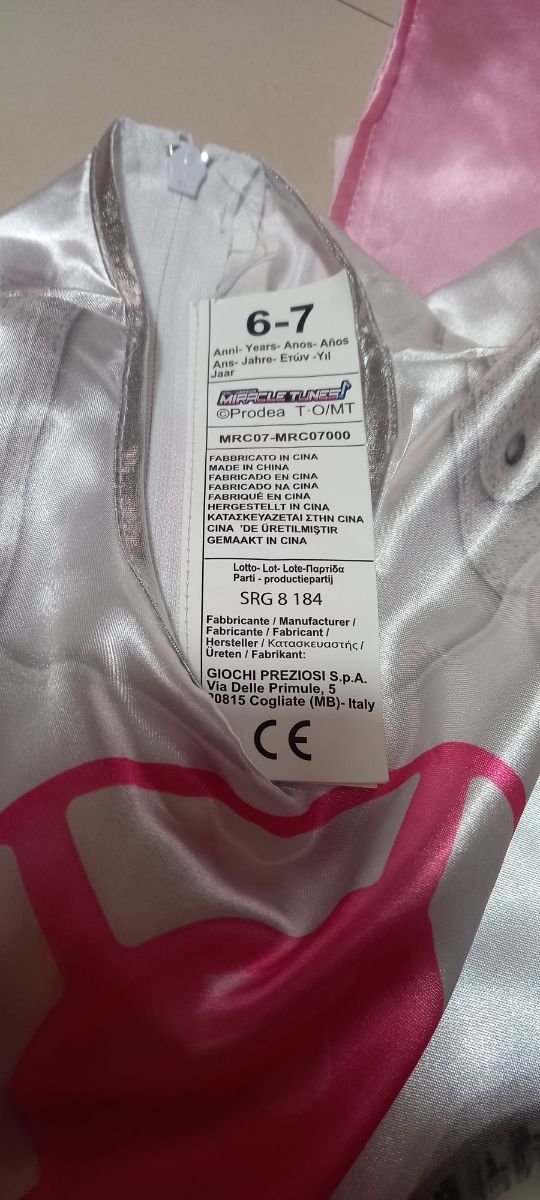 6-7
Anni- Years- Anos- Años
Ans- Jahre- Ετών -Yıl
Jaar
MIRACLE TUNES
©Prodea T·O/MT
MRC07-MRC07000
FABBRICATO IN CINA
MADE IN CHINA
FABRICADO EN CINA
FABRICADO NA CINA
FABRIQUÉ EN CINA
HERGESTELLT IN CINA
ΚΑΤΑΣΚΕΥΑΖΕΤΑΙ ΣΤΗΝ CINA
CINA 'DE ÜRETILMIŞTIR
GEMAAKT IN CINA
Lotto- Lot- Lote-Παρτίδα
Parti - productiepartij
SRG 8 184
Fabbricante / Manufacturer /
Fabricante / Fabricant /
Hersteller / Κατασκευαστής /
Üreten / Fabrikant:
GIOCHI PREZIOSI S.p.A.
Via Delle Primule, 5
20815 Cogliate (MB)- Italy
CE